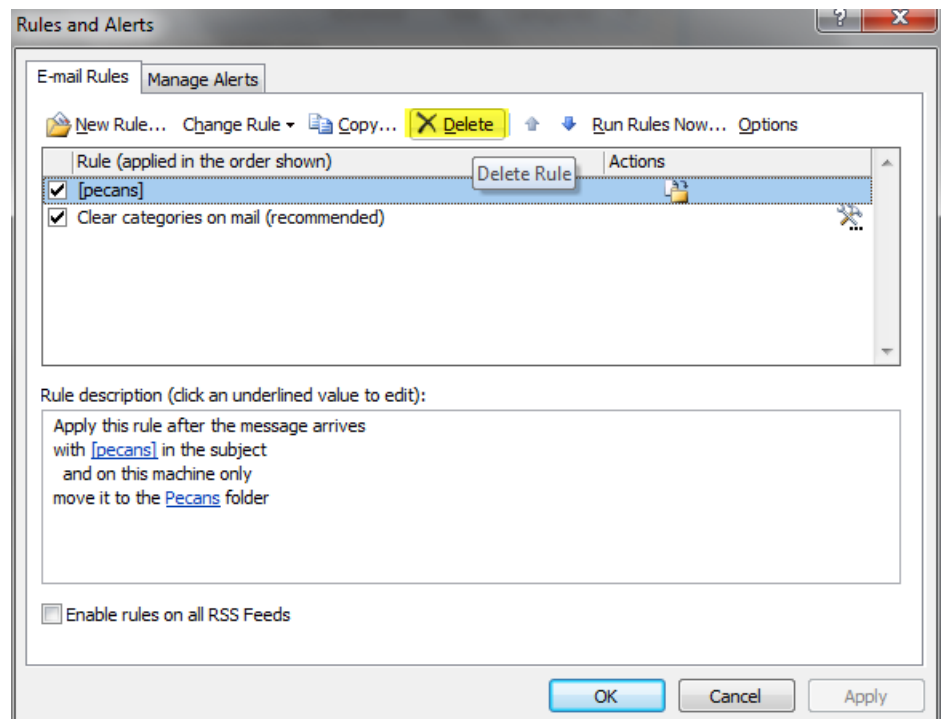 Rules and Alerts
?
X
E-mail Rules
Manage Alerts
New Rule... Change Rule Copy... Delete Run Rules Now... Options
Rule (applied in the order shown) Actions
Delete Rule
[pecans]
Clear categories on mail (recommended)
Rule description (click an underlined value to edit):
Apply this rule after the message arrives
with [pecans] in the subject
and on this machine only
move it to the Pecans folder
Enable rules on all RSS Feeds
OK Cancel Apply